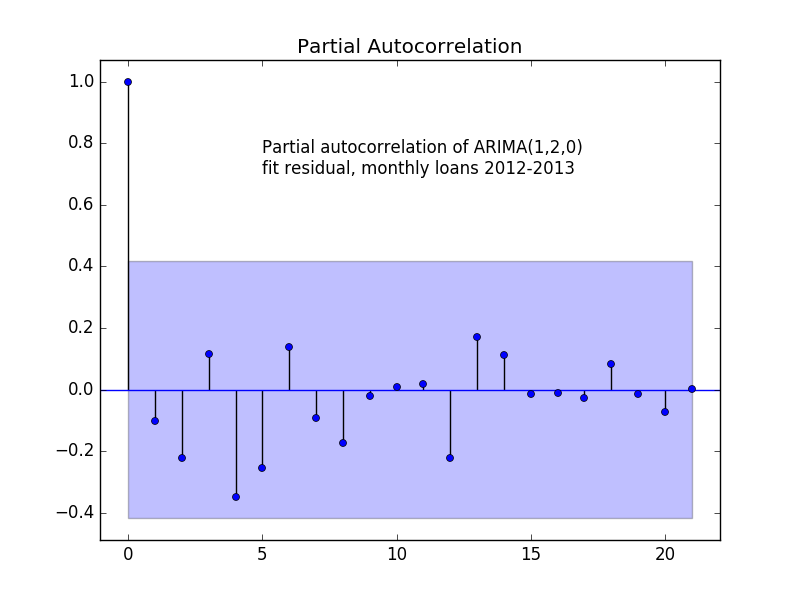 Partial Autocorrelation
1.0
0.8
0.6
0.4
0.2
0.0
−0.2
−0.4
Partial autocorrelation of ARIMA(1,2,0)
fit residual, monthly loans 2012-2013
0 5 10 15 20